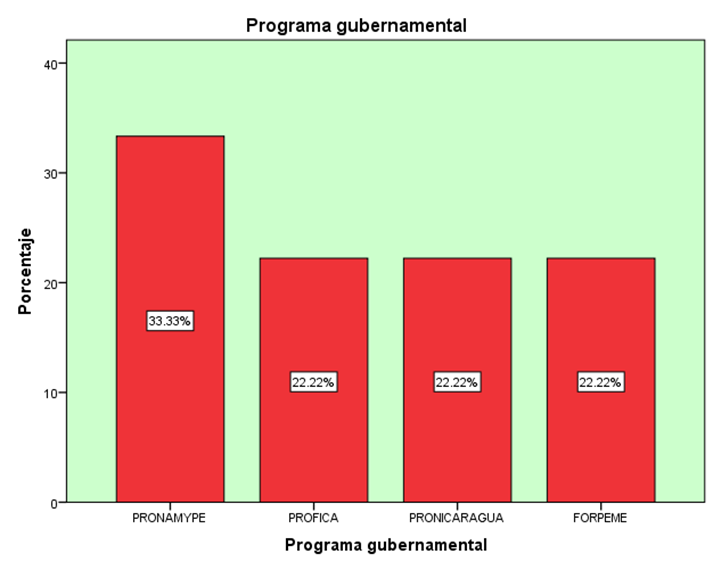 Programa gubernamental
Porcentaje
40
30
20
10
0
33.33%
22.22%
22.22%
22.22%
PRONAMYPE
PROFICA
PRONICARAGUA
FORPEME
Programa gubernamental